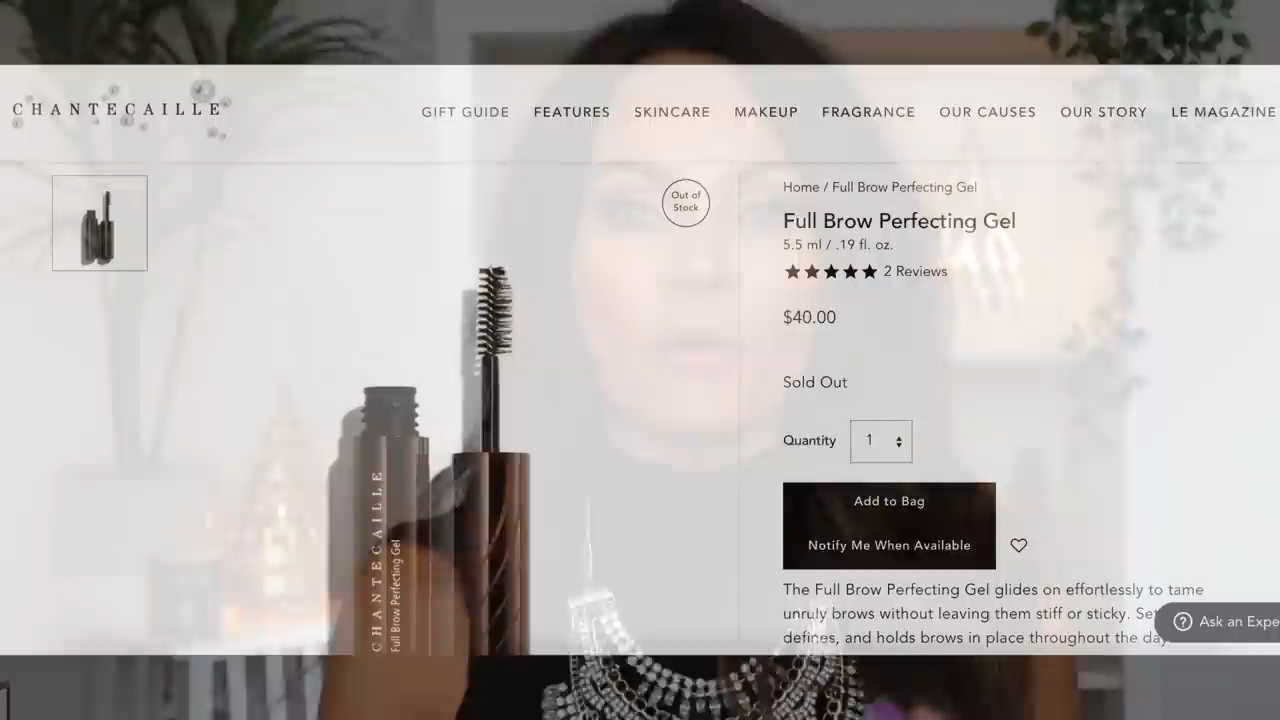 CHANTECAILLE
GIFT GUIDE FEATURES SKINCARE MAKEUP FRAGRANCE OUR CAUSES OUR STORY LE MAGAZINE
Out of
Stock
Home / Full Brow Perfecting Gel
Full Brow Perfecting Gel
5.5 ml / .19 fl. oz.
2 Reviews
$40.00
Sold Out
Quantity 1
Add to Bag
Notify Me When Available
The Full Brow Perfecting Gel glides on effortlessly to tame
unruly brows without leaving them stiff or sticky. Set
defines, and holds brows in place throughout the day
Ask an Expe
CHANTECAILLE
Full Brow Perfecting Gel